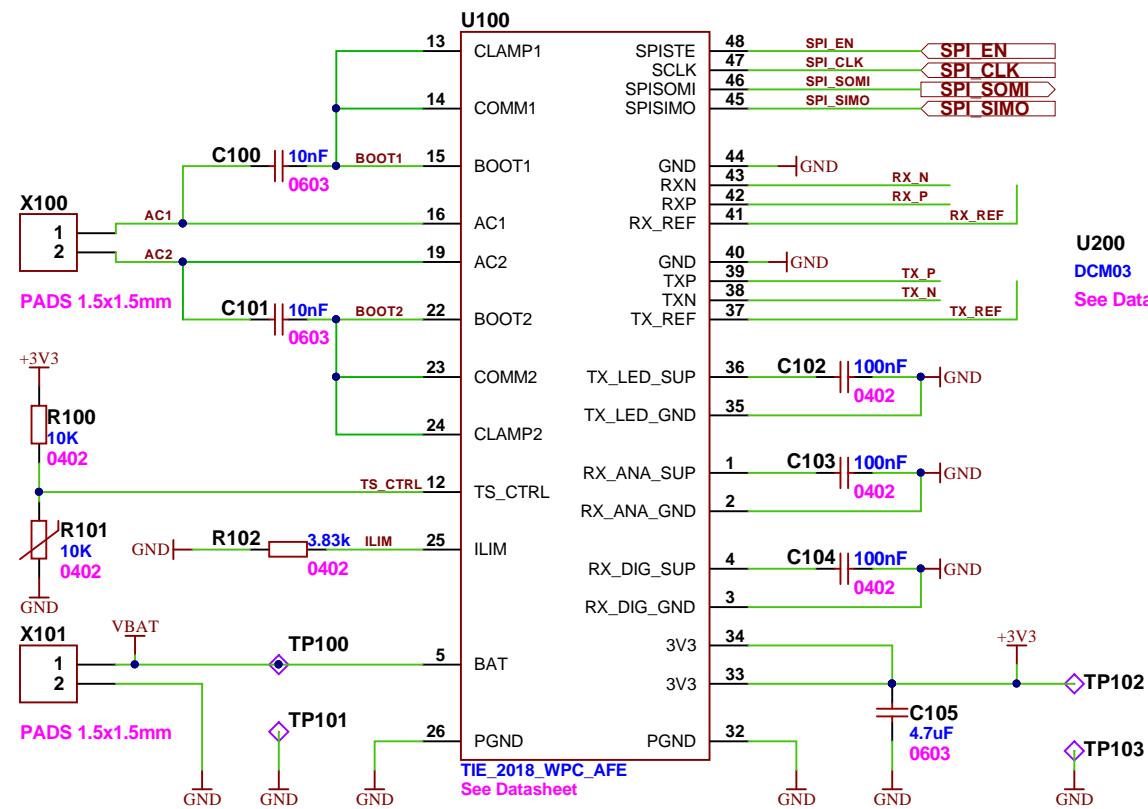 U100
13 CLAMP1 SPISTE 48 SPI_EN SPI_EN
SCLK 47 SPI_CLK SPI_CLK
SPISOMI 46 SPI_SOMI SPI_SOMI
14 COMM1 SPISIMO 45 SPI_SIMO SPI_SIMO
C100 10nF BOOT1 15 BOOT1 GND 44 GND
0603
RXN 43 RX_N
RXP 42 RX_P
X100
1 AC1 16 AC1 RX_REF 41 RX_REF
2 AC2 19 AC2 GND 40 GND
U200
DCM03
See Data
PADS 1.5x1.5mm
TXP 39 TX_P
TXN 38 TX_N
C101 10nF BOOT2 22 BOOT2 TX_REF 37 TX_REF
0603
+3V3
23 COMM2 TX_LED_SUP 36 C102 100nF GND
0402
R100
10K
0402
24 CLAMP2 TX_LED_GND 35
RX_ANA_SUP 1 C103 100nF GND
0402
TS_CTRL 12 TS_CTRL RX_ANA_GND 2
R101
10K
0402
GND
GND R102 3.83k ILIM 25 ILIM
0402
RX_DIG_SUP 4 C104 100nF GND
0402
RX_DIG_GND 3
X101
VBAT
3V3 34 +3V3
1 TP100 5 BAT
2 3V3 33 TP102
PADS 1.5x1.5mm
C105
4.7uF
0603
TP101 26 PGND PGND 32 TP103
TIE_2018_WPC_AFE
See Datasheet
GND GND GND GND GND GND